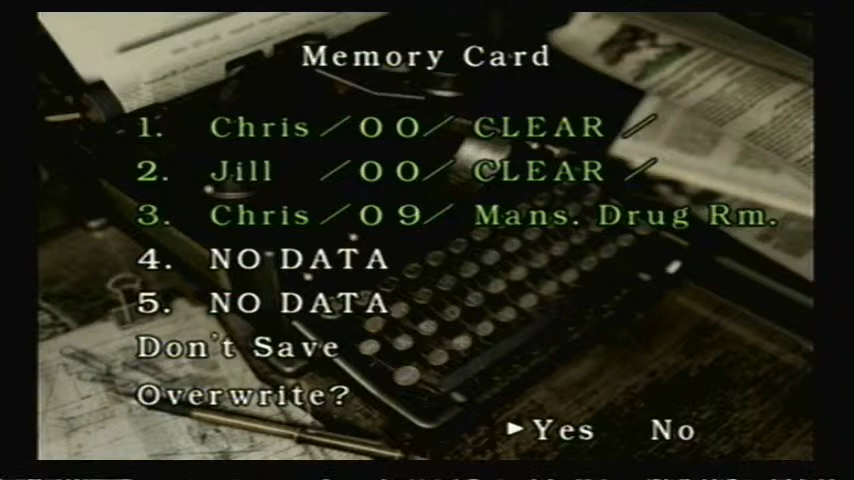 Memory Card
1. Chris/00/ CLEAR /
2. Jill /00/ CLEAR /
3. Chris/09/ Mans. Drug Rm.
4. NO DATA
5. NO DATA
Don't Save
Overwrite?
►Yes No